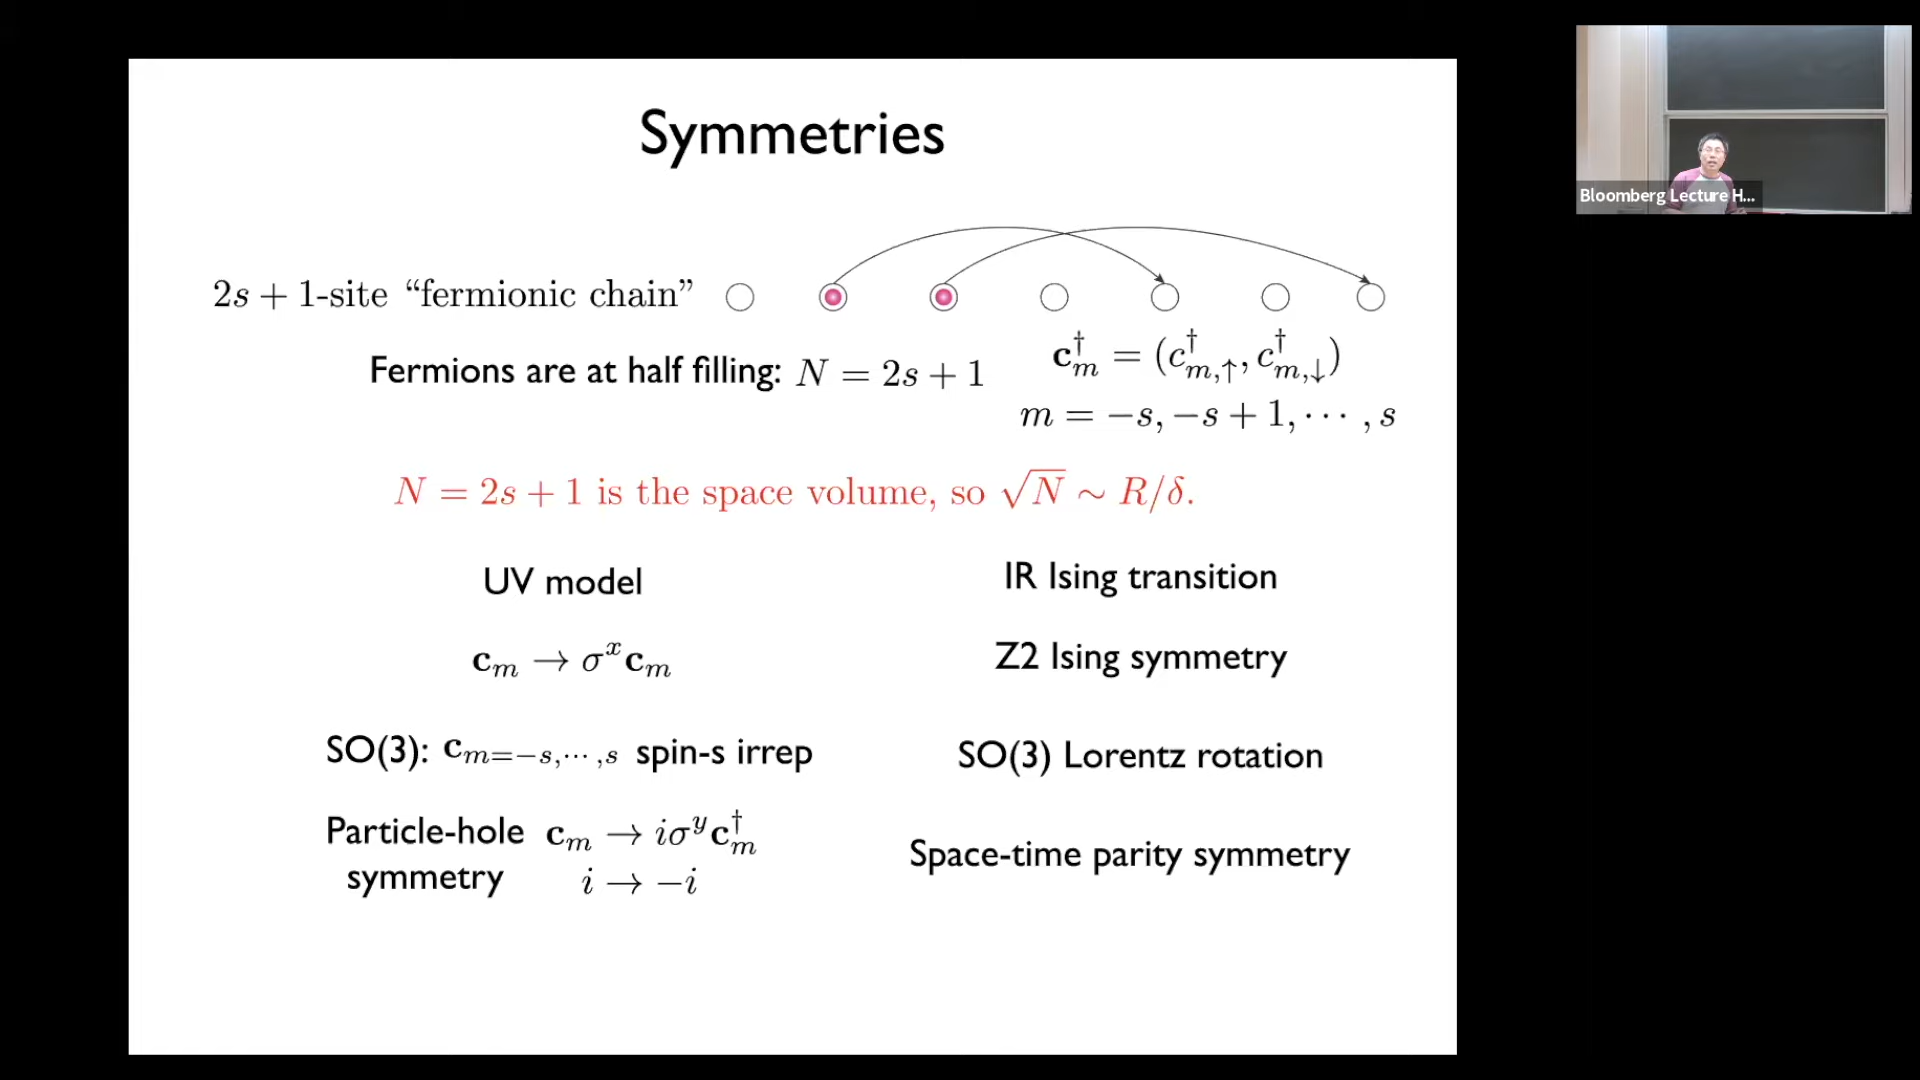 Symmetries
2s + 1-site “fermionic chain”
Fermions are at half filling: N = 2s + 1
c†_m = (c†_{m,↑}, c†_{m,↓})
m = −s, −s + 1, ⋯ , s
N = 2s + 1 is the space volume, so √N ∼ R/δ.
UV model
IR Ising transition
c_m → σ^x c_m
Z2 Ising symmetry
SO(3): c_{m=−s,⋯,s} spin-s irrep
SO(3) Lorentz rotation
Particle-hole symmetry
c_m → iσ^y c†_m
i → −i
Space-time parity symmetry
Bloomberg Lecture H...